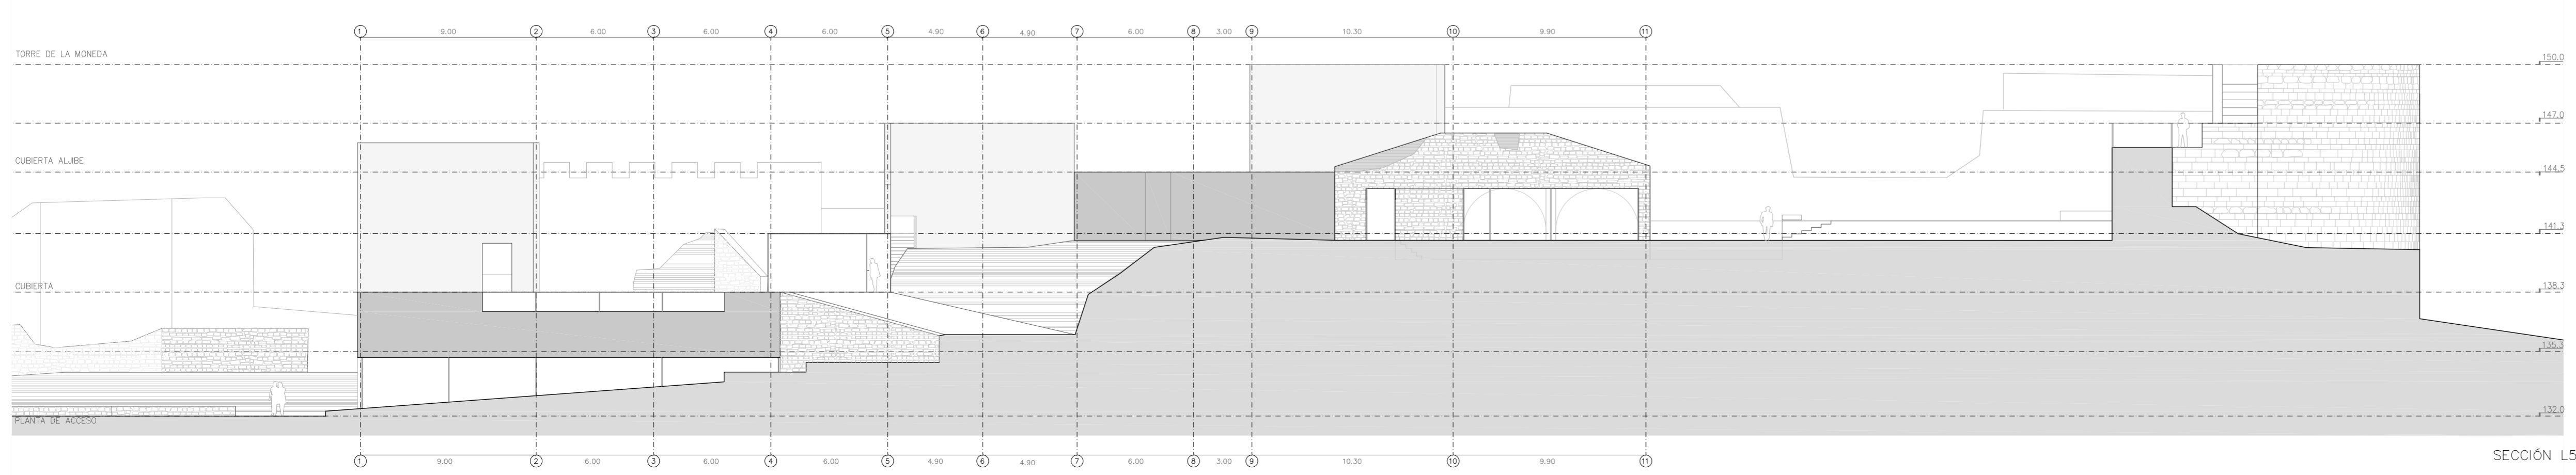 1 9.00 2 6.00 3 6.00 4 6.00 5 4.90 6 4.90 7 6.00 8 3.00 9 10.30 10 9.90 11
TORRE DE LA MONEDA 150.0
147.0
CUBIERTA ALJIBE 144.5
141.3
CUBIERTA 138.3
135.3
PLANTA DE ACCESO 132.0
1 9.00 2 6.00 3 6.00 4 6.00 5 4.90 6 4.90 7 6.00 8 3.00 9 10.30 10 9.90 11
SECCIÓN L5